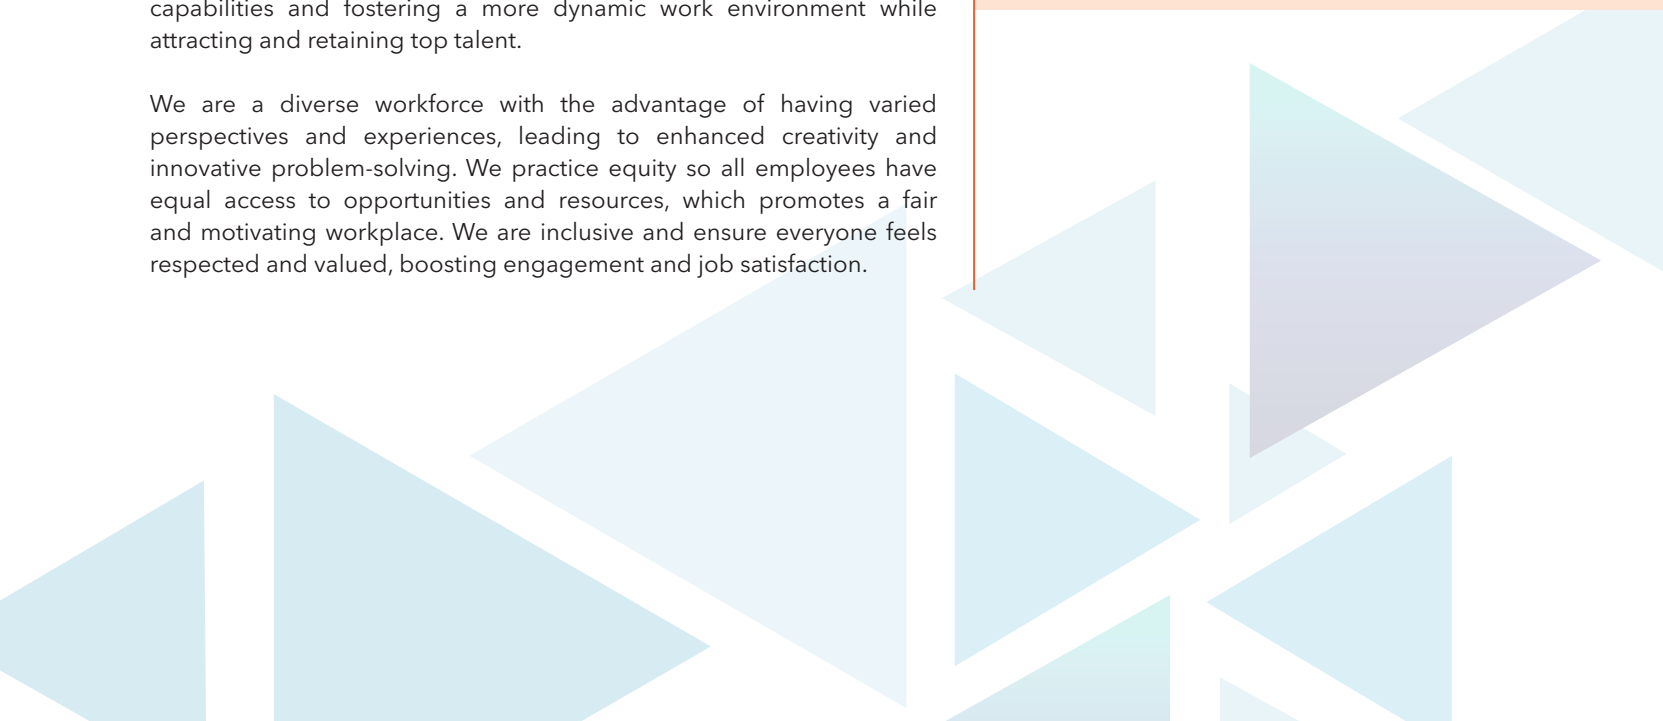 capabilities and fostering a more dynamic work environment while
attracting and retaining top talent.
We are a diverse workforce with the advantage of having varied
perspectives and experiences, leading to enhanced creativity and
innovative problem-solving. We practice equity so all employees have
equal access to opportunities and resources, which promotes a fair
and motivating workplace. We are inclusive and ensure everyone feels
respected and valued, boosting engagement and job satisfaction.